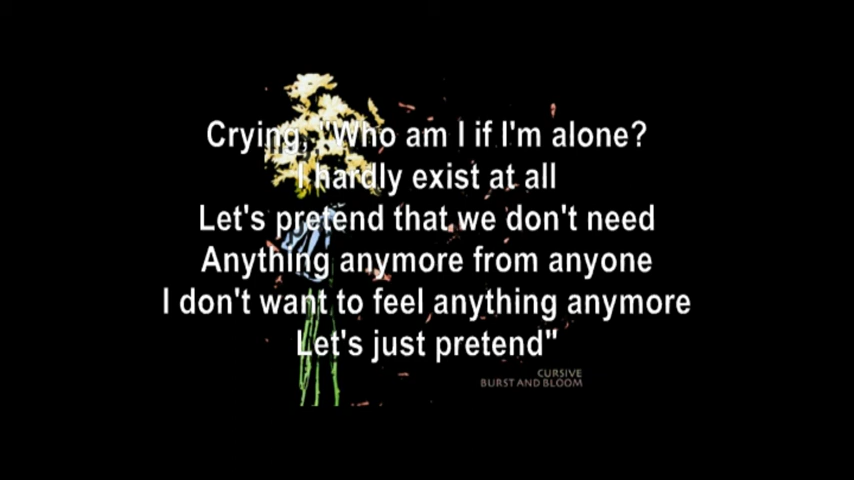 Crying, "Who am I if I'm alone?
I hardly exist at all
Let's pretend that we don't need
Anything anymore from anyone
I don't want to feel anything anymore
Let's just pretend"
CURSIVE
BURST AND BLOOM